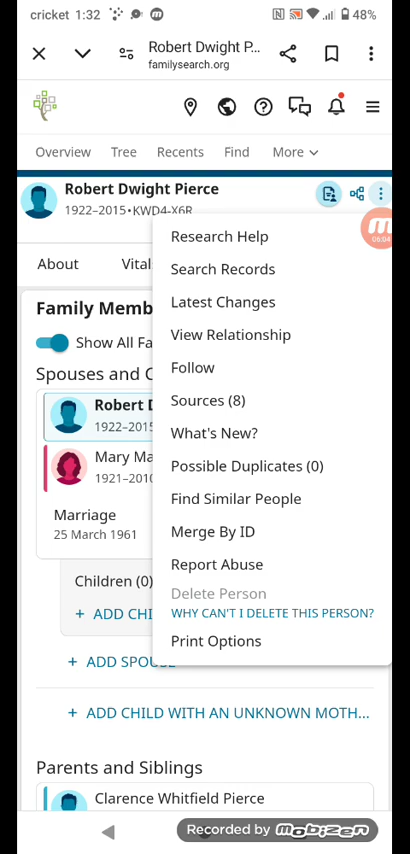 cricket 1:32 48%
Robert Dwight P...
familysearch.org
Overview Tree Recents Find More
Robert Dwight Pierce
1922–2015•KWD4-X6R
06:04
Research Help
Search Records
Latest Changes
View Relationship
Follow
Sources (8)
What's New?
Possible Duplicates (0)
Find Similar People
Merge By ID
Report Abuse
Delete Person
WHY CAN'T I DELETE THIS PERSON?
Print Options
About Vital
Family Memb
Show All Fa
Spouses and C
Robert D
1922–2015
Mary Ma
1921–2010
Marriage
25 March 1961
Children (0)
+ ADD CHI
+ ADD SPOUSE
+ ADD CHILD WITH AN UNKNOWN MOTH...
Parents and Siblings
Clarence Whitfield Pierce
Recorded by mobizen